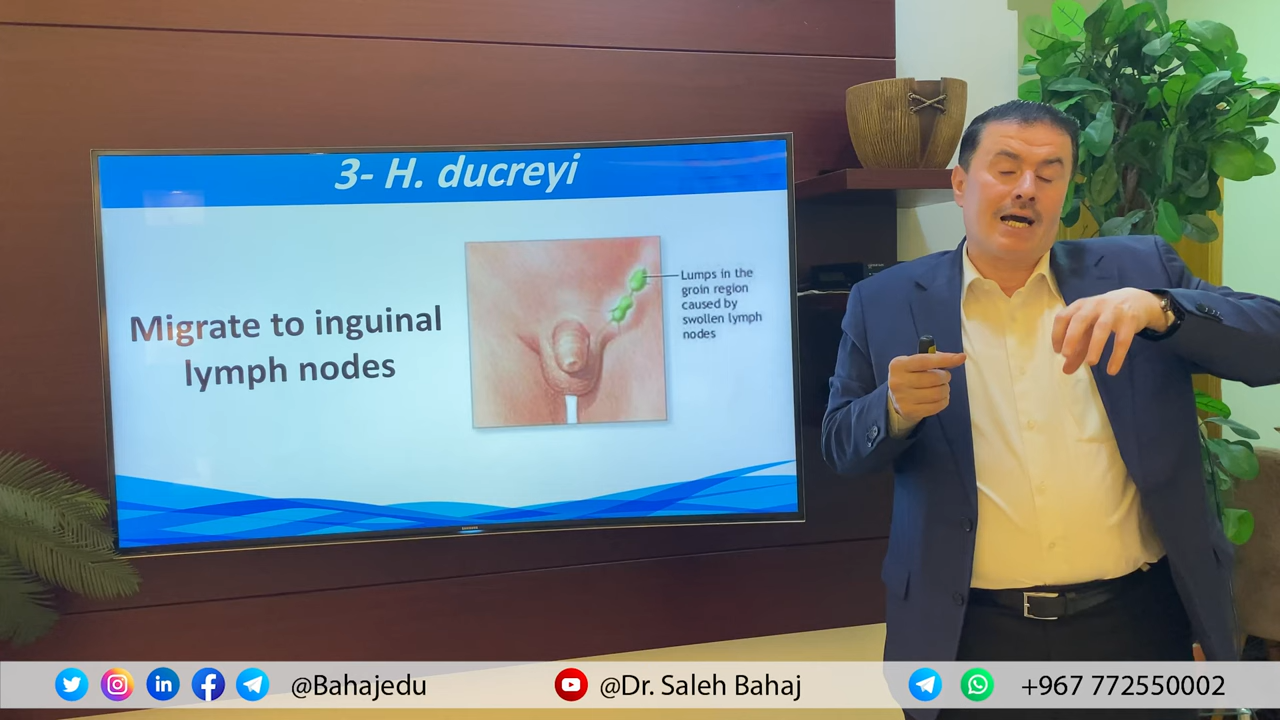 3- H. ducreyi
Migrate to inguinal
lymph nodes
Lumps in the
groin region
caused by
swollen lymph
nodes
@Bahajedu
@Dr. Saleh Bahaj
+967 772550002